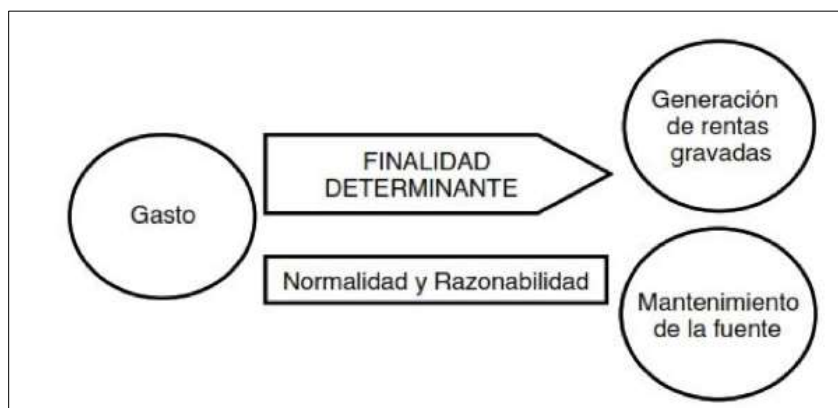 Gasto
FINALIDAD
DETERMINANTE
Normalidad y Razonabilidad
Generación
de rentas
gravadas
Mantenimiento
de la fuente